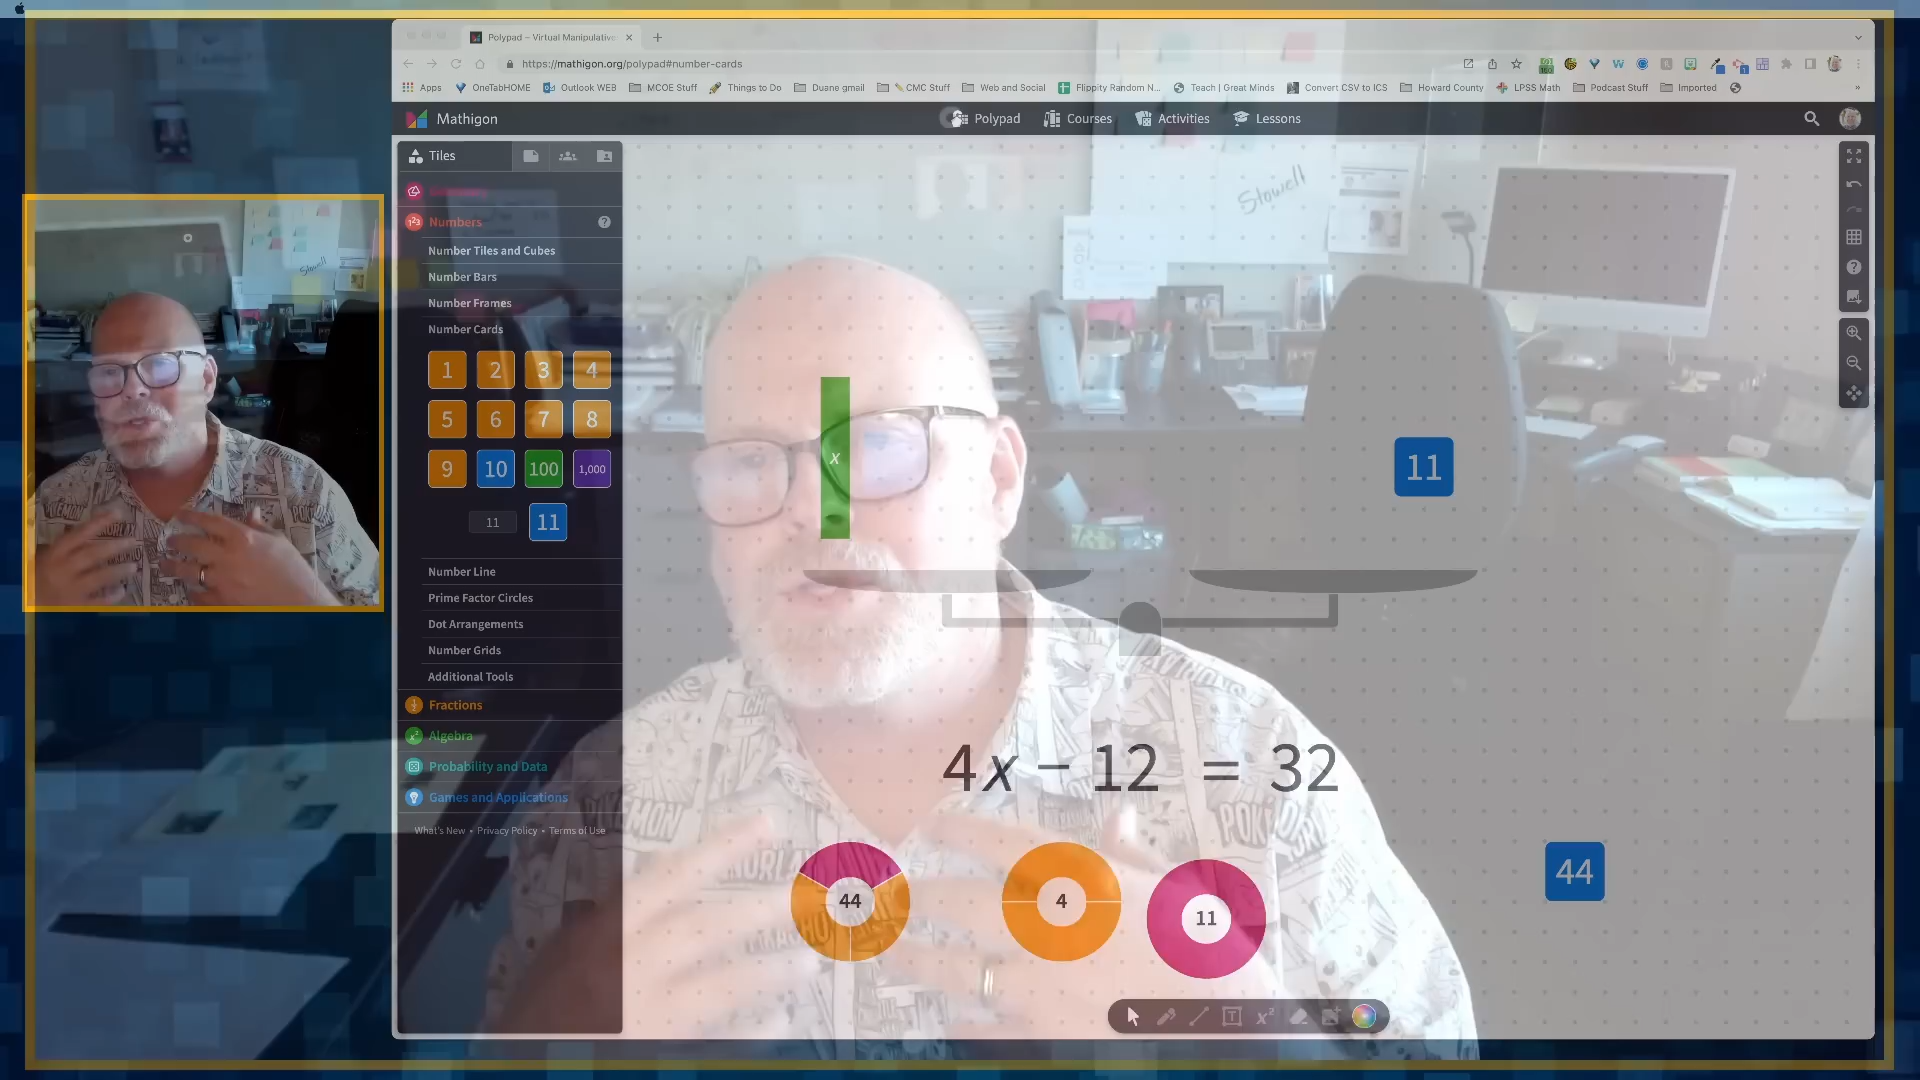 Polypad – Virtual Manipulative
https://mathigon.org/polypad#number-cards
Apps OneTabHOME Outlook WEB MCOE Stuff Things to Do Duane gmail CMC Stuff Web and Social Flippity Random N... Teach | Great Minds Convert CSV to ICS Howard County LPSS Math Podcast Stuff Imported »
Mathigon Polypad Courses Activities Lessons
Tiles
Numbers
Number Tiles and Cubes
Number Bars
Number Frames
Number Cards
1 2 3 4
5 6 7 8
9 10 100 1,000
11 11
Number Line
Prime Factor Circles
Dot Arrangements
Number Grids
Additional Tools
Fractions
Algebra
Probability and Data
Games and Applications
What's New • Privacy Policy • Terms of Use
Stowell
Stowell
x
11
4x − 12 = 32
44
4
11
44